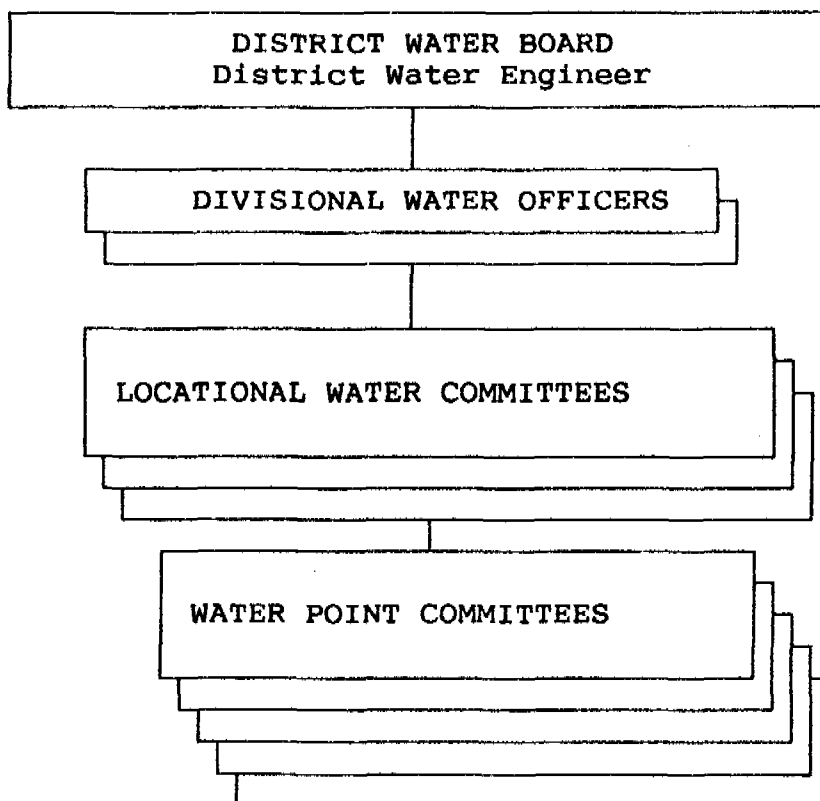 DISTRICT WATER BOARD
District Water Engineer
DIVISIONAL WATER OFFICERS
LOCATIONAL WATER COMMITTEES
WATER POINT COMMITTEES